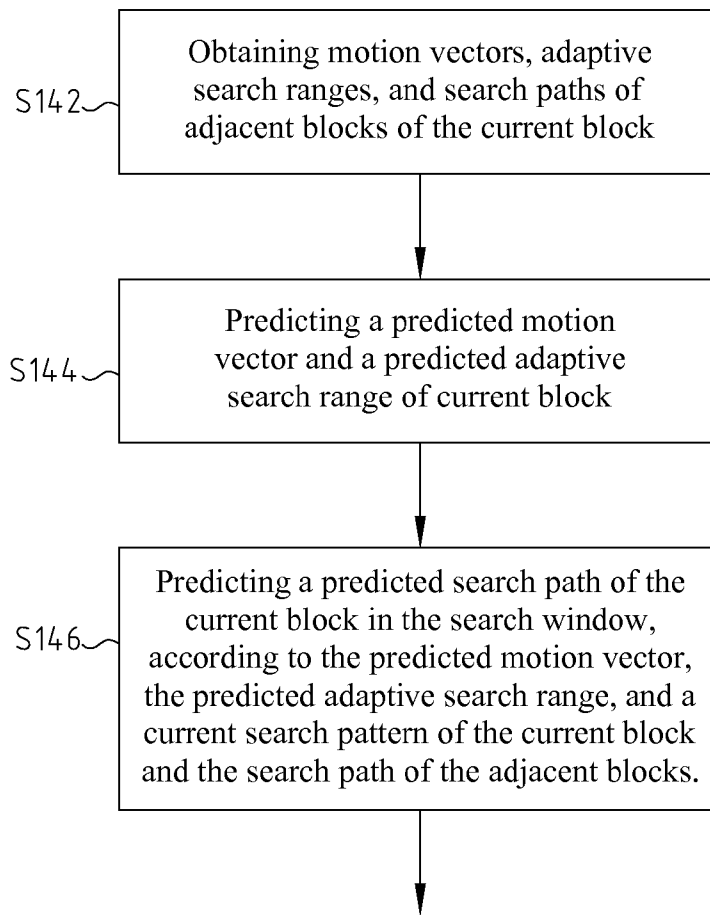 S142
Obtaining motion vectors, adaptive
search ranges, and search paths of
adjacent blocks of the current block
S144
Predicting a predicted motion
vector and a predicted adaptive
search range of current block
S146
Predicting a predicted search path of the
current block in the search window,
according to the predicted motion vector,
the predicted adaptive search range, and a
current search pattern of the current block
and the search path of the adjacent blocks.